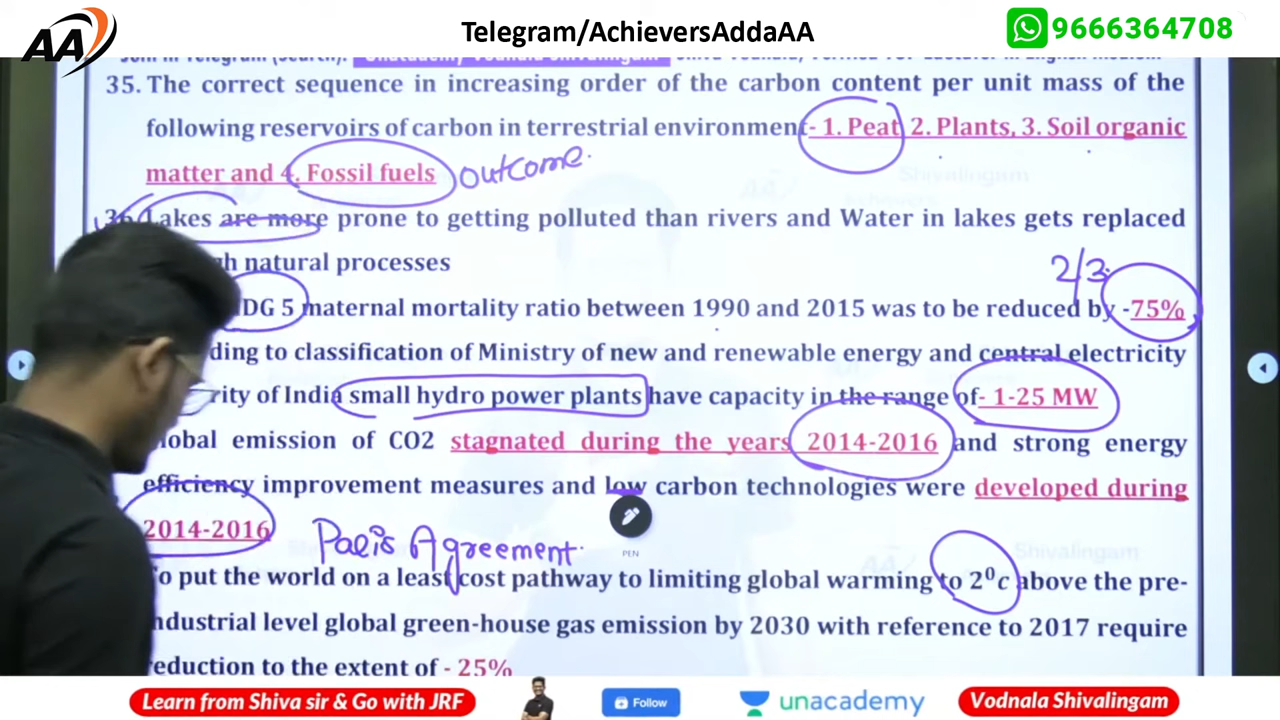 AA
Telegram/AchieversAddaAA
9666364708
35. The correct sequence in increasing order of the carbon content per unit mass of the
following reservoirs of carbon in terrestrial environment- 1. Peat 2. Plants, 3. Soil organic
matter and 4. Fossil fuels outcome.
36 Lakes are more prone to getting polluted than rivers and Water in lakes gets replaced
natural processes
2/3
DG 5 maternal mortality ratio between 1990 and 2015 was to be reduced by -75%
ding to classification of Ministry of new and renewable energy and central electricity
rity of India small hydro power plants have capacity in the range of- 1-25 MW
lobal emission of CO2 stagnated during the years 2014-2016 and strong energy
efficiency improvement measures and low carbon technologies were developed during
2014-2016 Paris Agreement.
PEN
o put the world on a least cost pathway to limiting global warming to 2⁰c above the pre-
ndustrial level global green-house gas emission by 2030 with reference to 2017 require
eduction to the extent of - 25%
Learn from Shiva sir & Go with JRF
Follow
unacademy
Vodnala Shivalingam